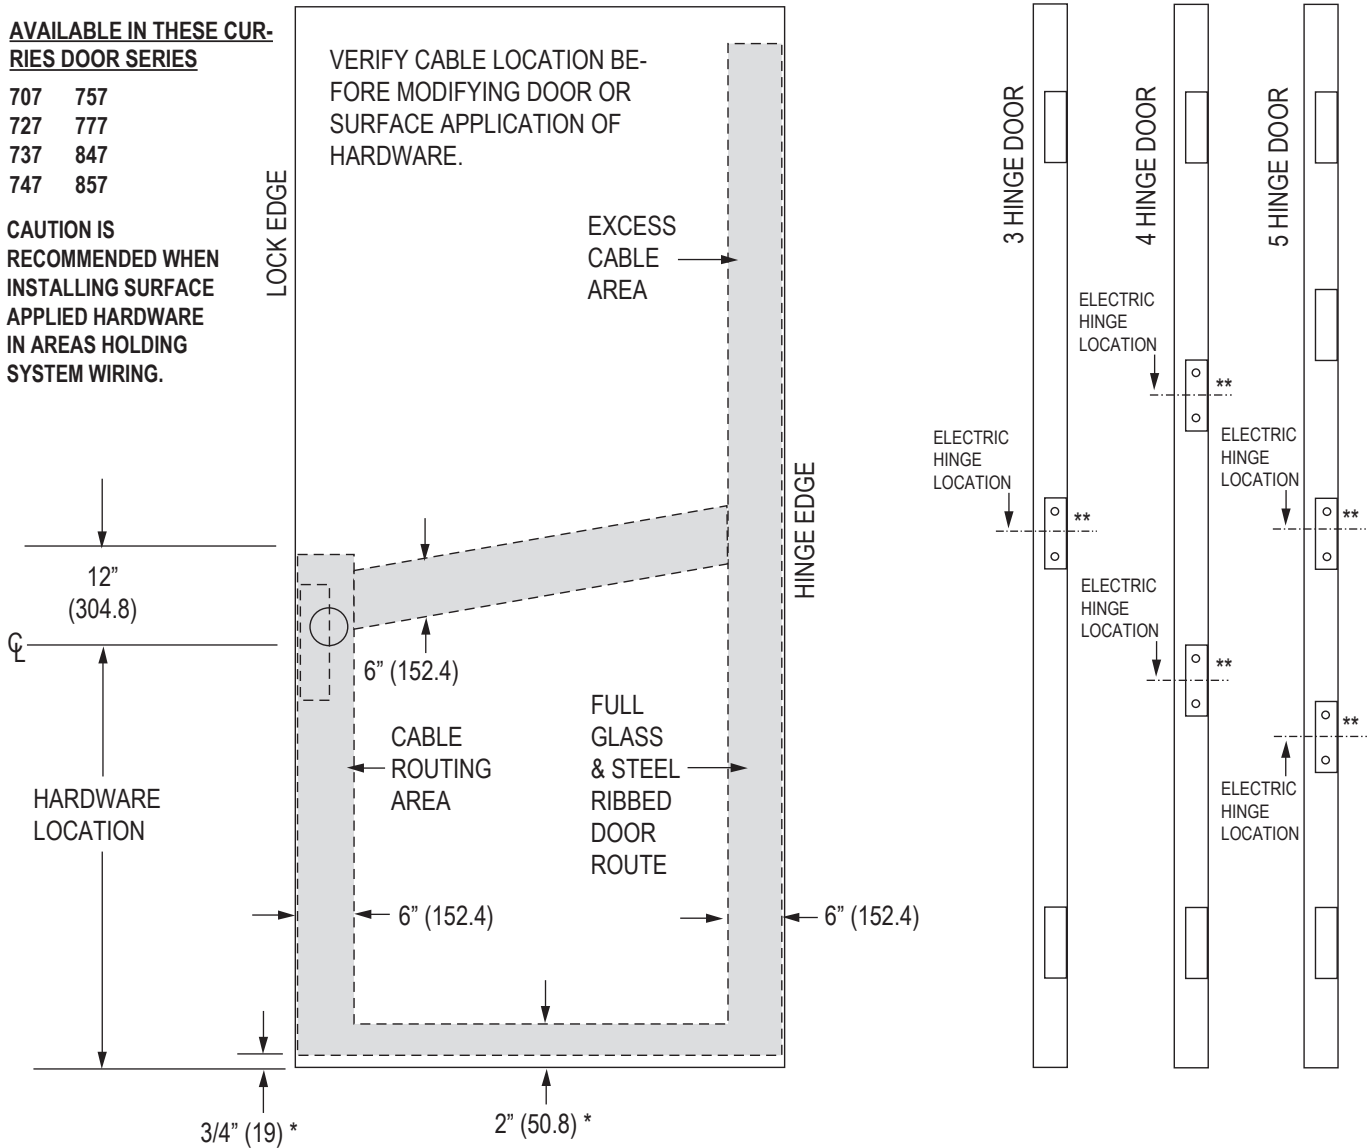 AVAILABLE IN THESE CUR-
RIES DOOR SERIES
707 757
727 777
737 847
747 857
CAUTION IS
RECOMMENDED WHEN
INSTALLING SURFACE
APPLIED HARDWARE
IN AREAS HOLDING
SYSTEM WIRING.
LOCK EDGE
VERIFY CABLE LOCATION BE-
FORE MODIFYING DOOR OR
SURFACE APPLICATION OF
HARDWARE.
EXCESS
CABLE
AREA
HINGE EDGE
12”
(304.8)
CL
HARDWARE
LOCATION
6” (152.4)
CABLE
ROUTING
AREA
FULL
GLASS
& STEEL
RIBBED
DOOR
ROUTE
6” (152.4)
6” (152.4)
3/4” (19) *
2” (50.8) *
3 HINGE DOOR
ELECTRIC
HINGE
LOCATION
**
4 HINGE DOOR
ELECTRIC
HINGE
LOCATION
**
ELECTRIC
HINGE
LOCATION
**
5 HINGE DOOR
ELECTRIC
HINGE
LOCATION
**
ELECTRIC
HINGE
LOCATION
**